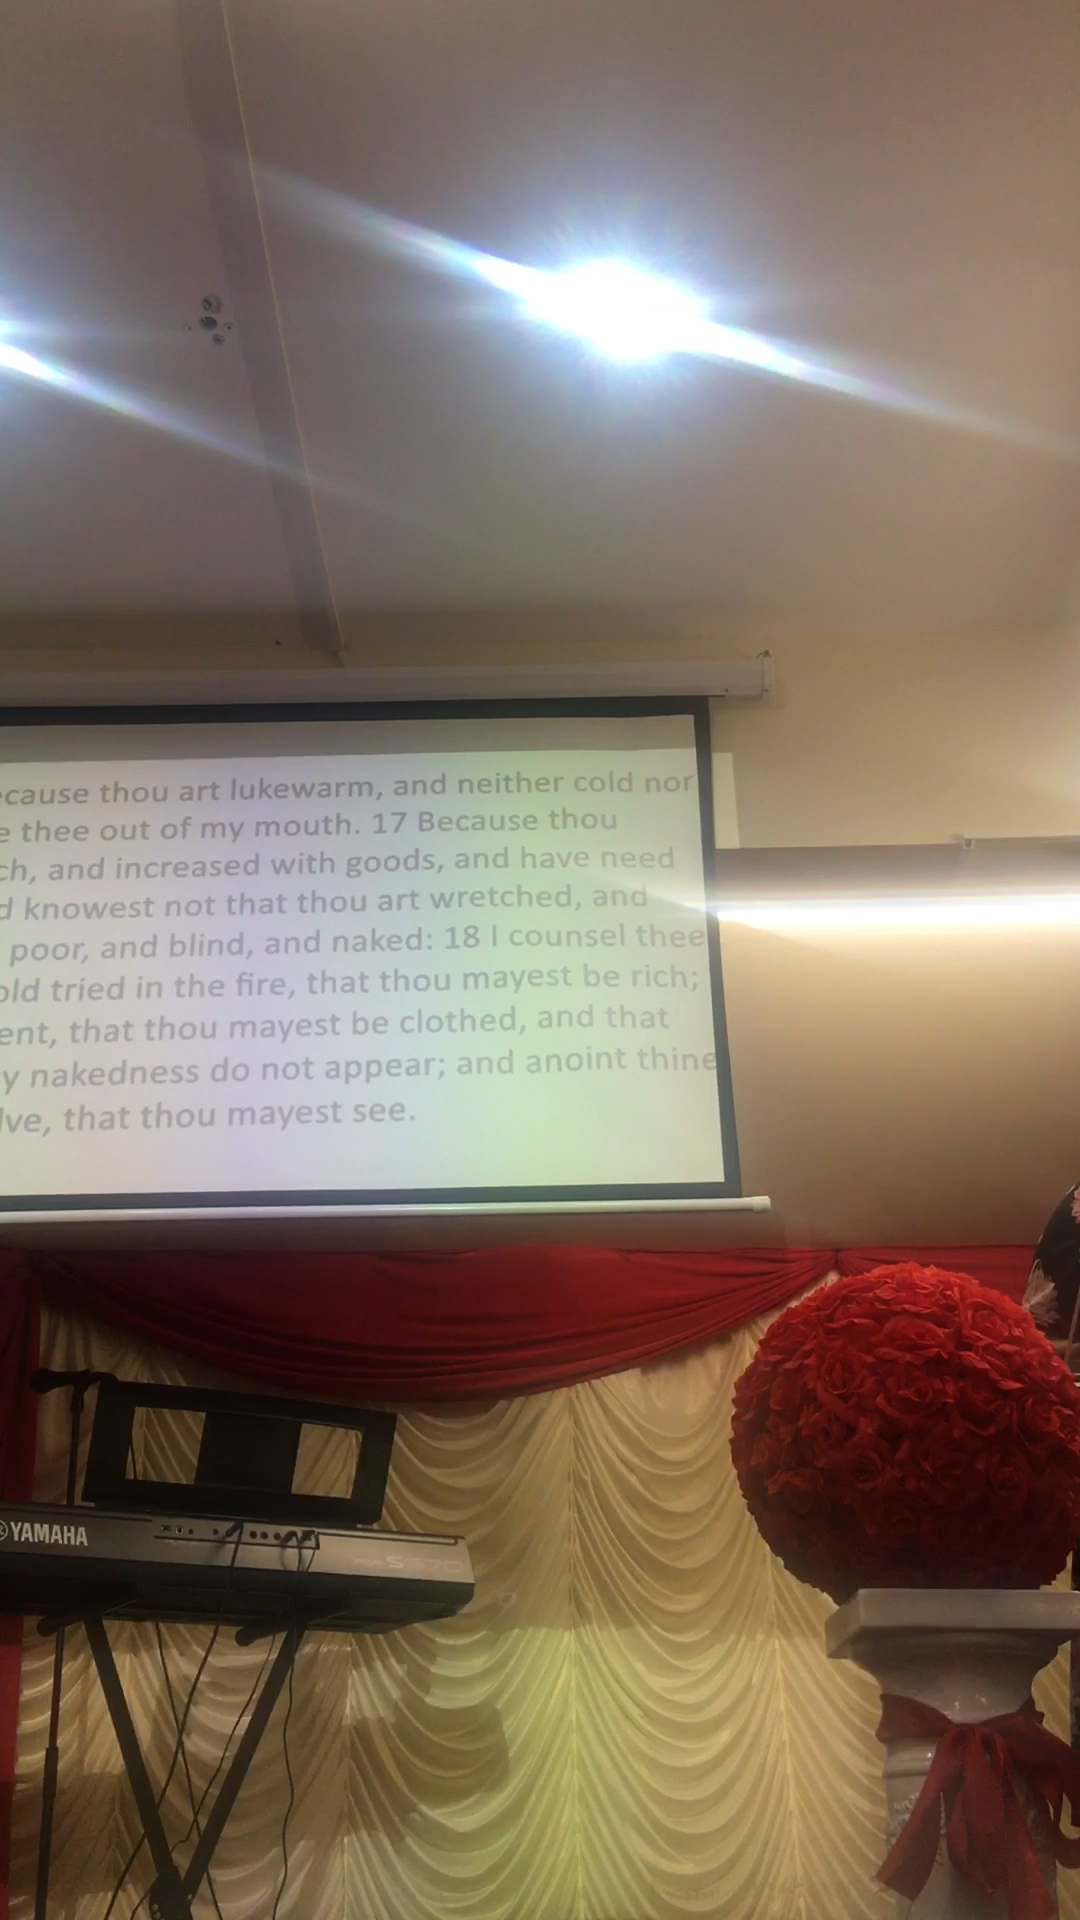 cause thou art lukewarm, and neither cold nor
e thee out of my mouth. 17 Because thou
ch, and increased with goods, and have need
d knowest not that thou art wretched, and
poor, and blind, and naked: 18 I counsel thee
old tried in the fire, that thou mayest be rich;
ent, that thou mayest be clothed, and that
y nakedness do not appear; and anoint thine
lve, that thou mayest see.
YAMAHA